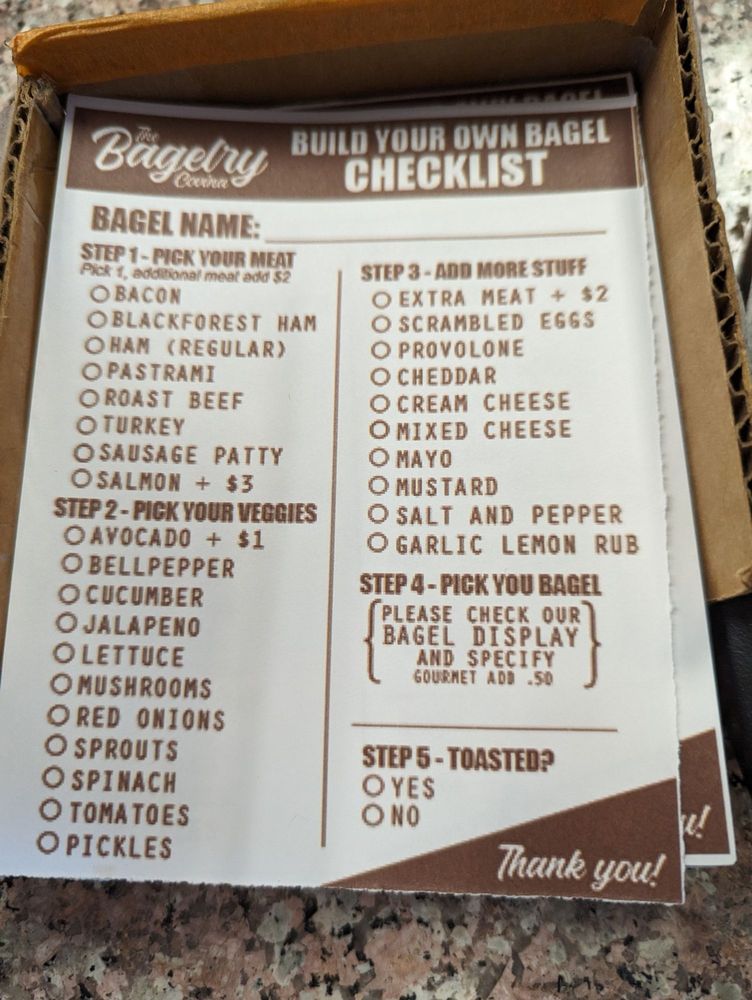 The
Bagelry
Covina
BUILD YOUR OWN BAGEL
CHECKLIST
BAGEL NAME:
STEP 1 - PICK YOUR MEAT
Pick 1, additional meat add $2
BACON
BLACKFOREST HAM
HAM (REGULAR)
PASTRAMI
ROAST BEEF
TURKEY
SAUSAGE PATTY
SALMON + $3
STEP 2 - PICK YOUR VEGGIES
AVOCADO + $1
BELLPEPPER
CUCUMBER
JALAPENO
LETTUCE
MUSHROOMS
RED ONIONS
SPROUTS
SPINACH
TOMATOES
PICKLES
STEP 3 - ADD MORE STUFF
EXTRA MEAT + $2
SCRAMBLED EGGS
PROVOLONE
CHEDDAR
CREAM CHEESE
MIXED CHEESE
MAYO
MUSTARD
SALT AND PEPPER
GARLIC LEMON RUB
STEP 4 - PICK YOU BAGEL
PLEASE CHECK OUR
BAGEL DISPLAY
AND SPECIFY
GOURMET ADD .50
STEP 5 - TOASTED?
YES
NO
Thank you!